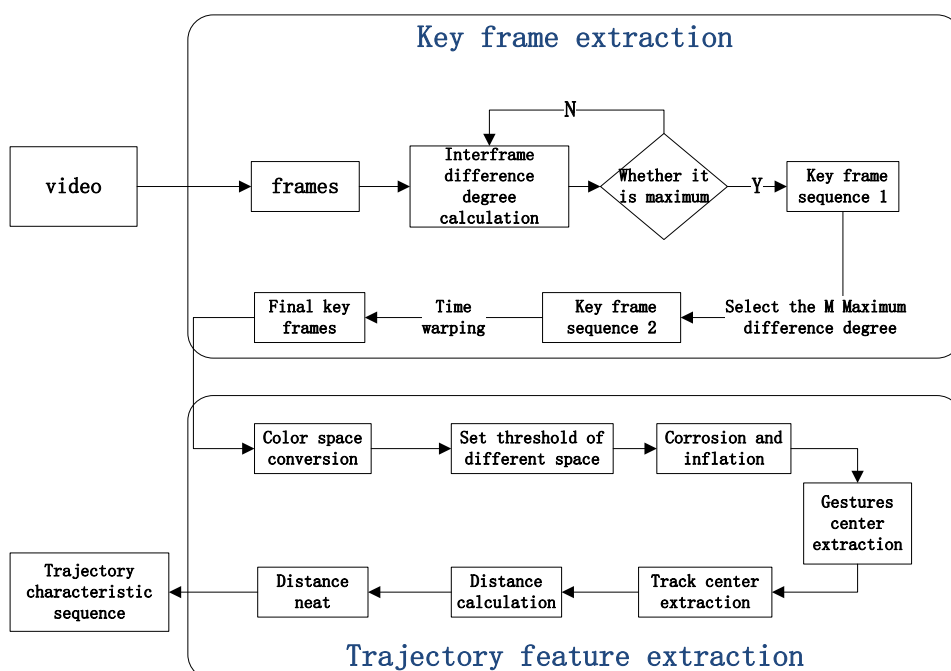 Key frame extraction
N
video
frames
Interframe
difference
degree
calculation
Whether it
is maximum
Y
Key frame
sequence 1
Final key
frames
Time
warping
Key frame
sequence 2
Select the M Maximum
difference degree
Color space
conversion
Set threshold of
different space
Corrosion and
inflation
Gestures
center
extraction
Trajectory
characteristic
sequence
Distance
neat
Distance
calculation
Track center
extraction
Trajectory feature extraction